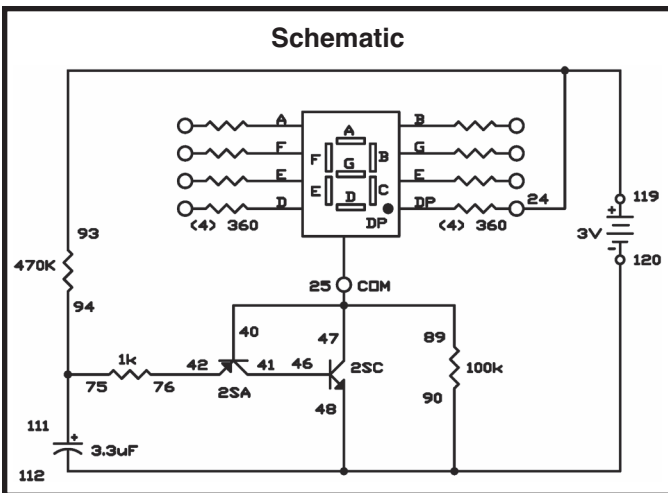 Schematic
A
B
F
G
E
E
D
DP
A
F
B
G
E
C
D
DP
(4) 360
(4) 360
24
119
3V
+
-
120
93
470K
94
25
COM
40
47
89
1k
42
41
46
2SC
100k
75
76
2SA
48
90
111
+
3.3uF
112